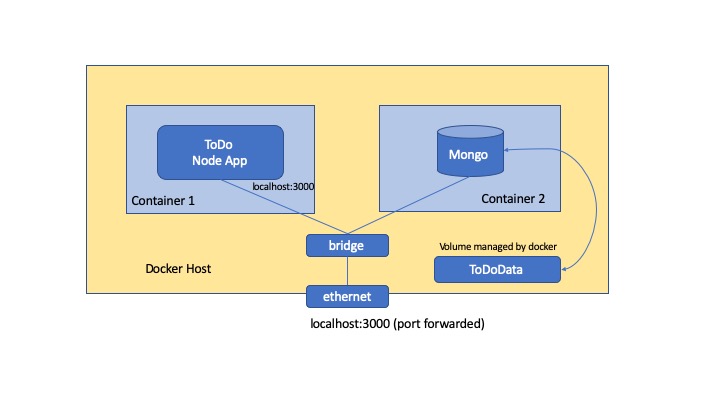 ToDo
Node App
localhost:3000
Container 1
Mongo
Container 2
bridge
Volume managed by docker
ToDoData
Docker Host
ethernet
localhost:3000 (port forwarded)